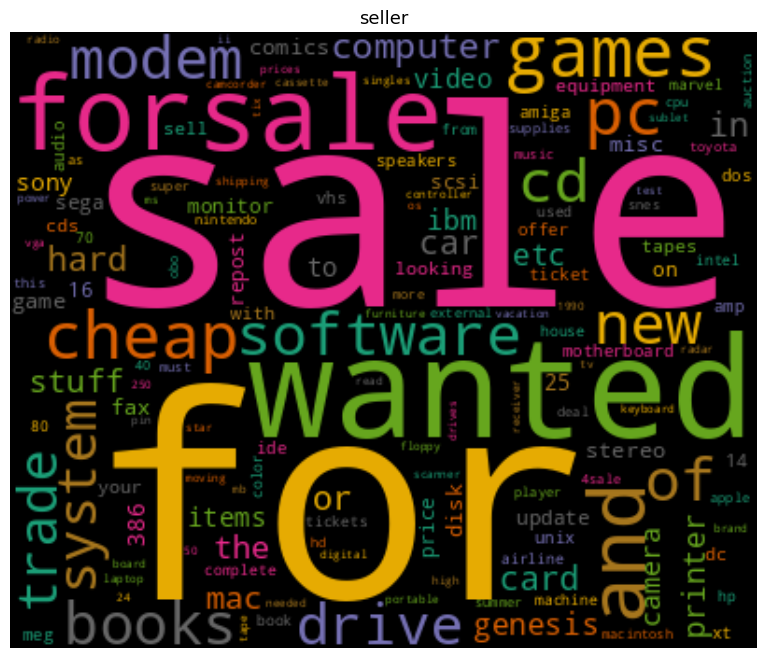 seller
radio
ii
modem
comics
computer
games
prices
camcorder
cassette
singles
video
equipment
marvel
auction
forsale
tix
sell
from
amiga
supplies
pc
cpu
sublet
in
misc
toyota
audio
as
sale
speakers
music
sony
super
shipping
scsi
cd
test
dos
power
ms
controller
sega
monitor
vhs
os
ibm
used
snes
cds
nintendo
offer
70
car
etc
tapes
intel
vga
hard
repost
to
looking
ticket
on
this
16
more
game
with
furniture
external
vacation
1990
amp
cheap
software
house
new
motherboard
radar
40
must
tv
stuff
250
wanted
read
25
fax
pin
star
receiver
deal
keyboard
80
for
drives
system
ide
floppy
stereo
14
trade
your
moving
mb
color
scanner
4sale
of
apple
or
disk
player
and
386
items
tickets
price
update
brand
50
the
hd
digital
unix
camera
printer
dc
board
laptop
complete
high
airline
card
24
mac
needed
portable
summer
machine
hp
meg
books
tape
book
drive
genesis
macintosh
xt